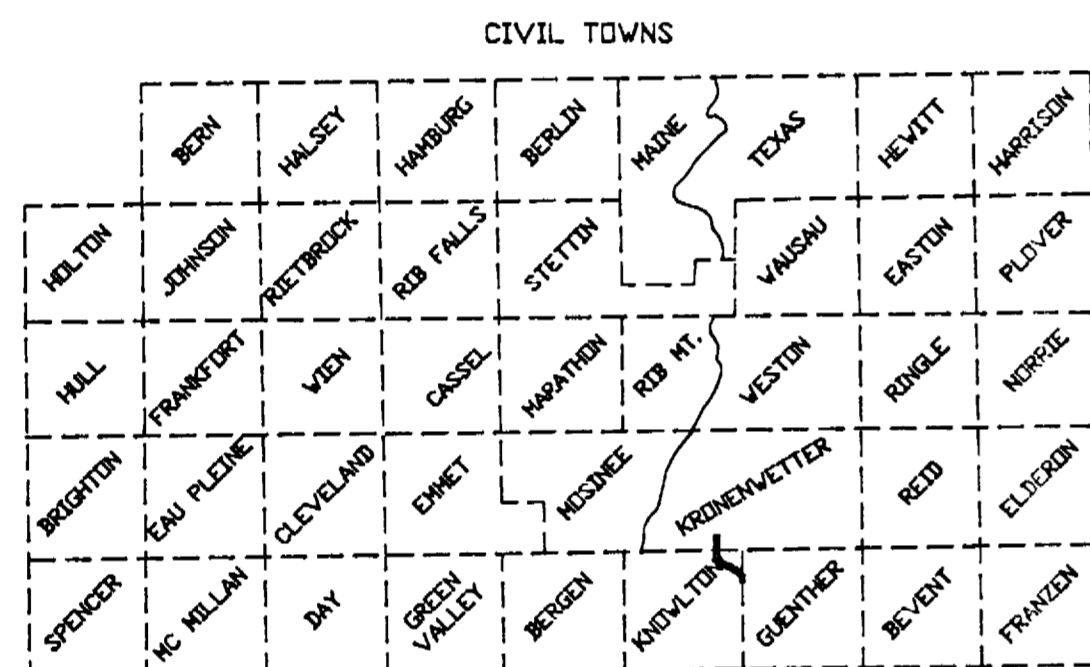 CIVIL TOWNS
BERN
HALSEY
HAMBURG
BERLIN
MAINE
TEXAS
HEWITT
HARRISON
HOLTON
JOHNSON
RIETBROCK
RIB FALLS
STETTIN
WAUSAU
EASTON
PLOVER
HULL
FRANKFORT
WIEN
CASSEL
MARATHON
RIB MT.
WESTON
RINGLE
NORRIE
BRIGHTON
EAU PLEINE
CLEVELAND
EMMET
MOSINEE
KRONENWETTER
REID
ELDERON
SPENCER
MC MILLAN
DAY
GREEN
VALLEY
BERGEN
KNOWLTON
GUENTHER
BEVENT
FRANZEN